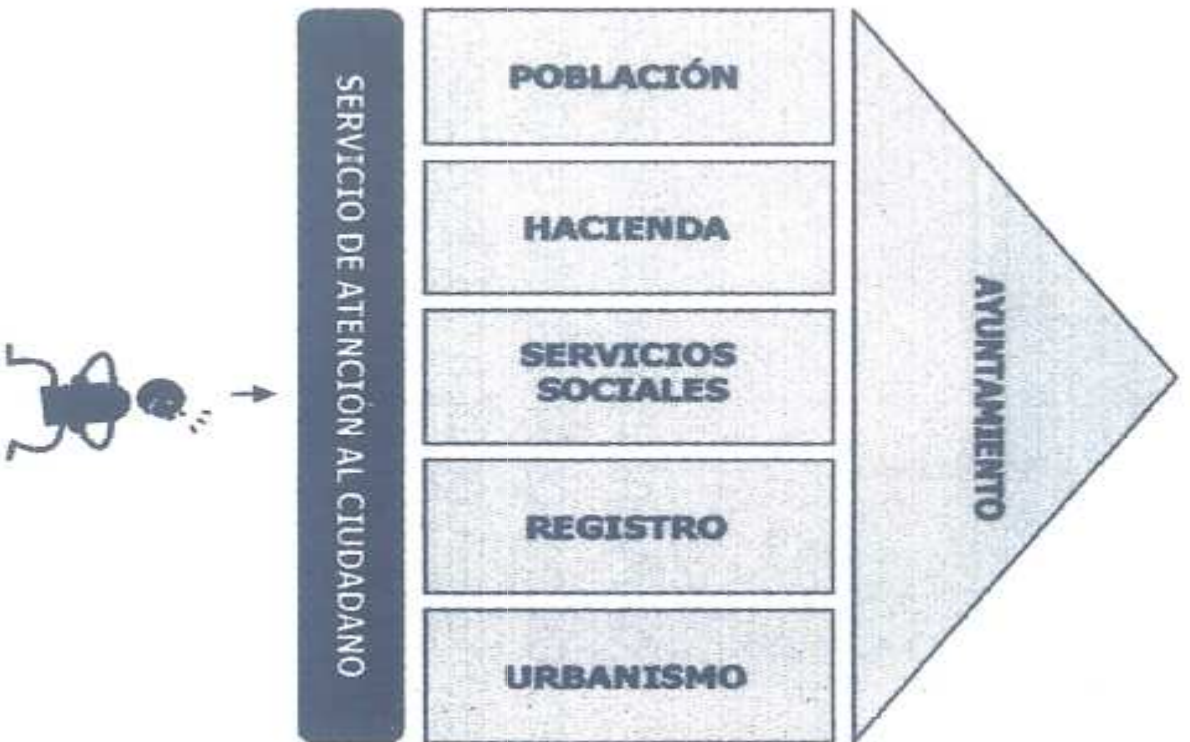 SERVICIO DE ATENCIÓN AL CIUDADANO
POBLACIÓN
HACIENDA
SERVICIOS
SOCIALES
REGISTRO
URBANISMO
AYUNTAMIENTO